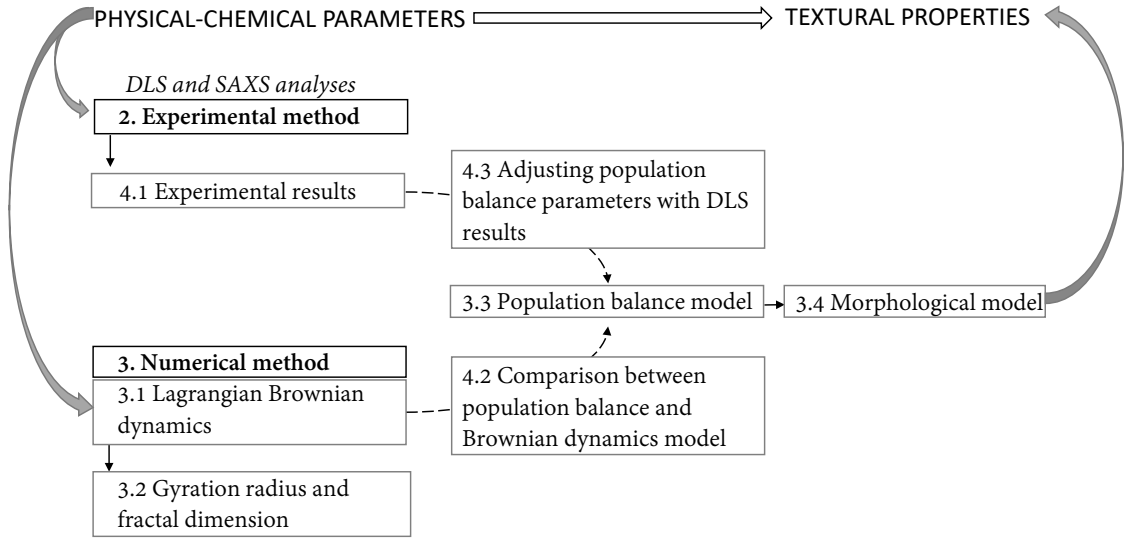 PHYSICAL-CHEMICAL PARAMETERS
TEXTURAL PROPERTIES
DLS and SAXS analyses
2. Experimental method
4.1 Experimental results
4.3 Adjusting population
balance parameters with DLS
results
3.3 Population balance model
3.4 Morphological model
3. Numerical method
3.1 Lagrangian Brownian
dynamics
4.2 Comparison between
population balance and
Brownian dynamics model
3.2 Gyration radius and
fractal dimension